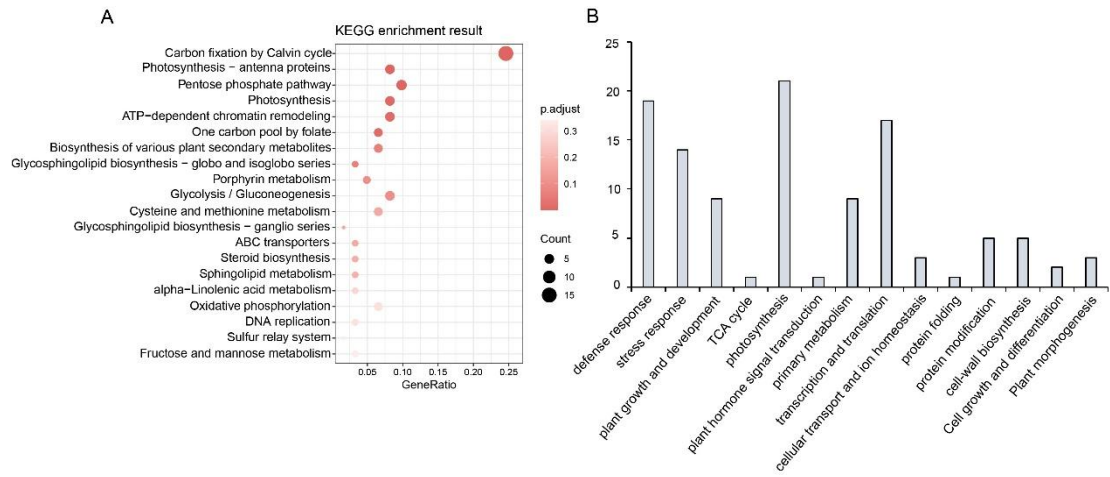 A
KEGG enrichment result
Carbon fixation by Calvin cycle
Photosynthesis − antenna proteins
Pentose phosphate pathway
Photosynthesis
ATP−dependent chromatin remodeling
One carbon pool by folate
Biosynthesis of various plant secondary metabolites
Glycosphingolipid biosynthesis − globo and isoglobo series
Porphyrin metabolism
Glycolysis / Gluconeogenesis
Cysteine and methionine metabolism
Glycosphingolipid biosynthesis − ganglio series
ABC transporters
Steroid biosynthesis
Sphingolipid metabolism
alpha−Linolenic acid metabolism
Oxidative phosphorylation
DNA replication
Sulfur relay system
Fructose and mannose metabolism
0.05 0.10 0.15 0.20 0.25
GeneRatio
p.adjust
0.3
0.2
0.1
Count
5
10
15
B
25
20
15
10
5
0
defense response
stress response
plant growth and development
TCA cycle
photosynthesis
plant hormone signal transduction
primary metabolism
transcription and translation
cellular transport and ion homeostasis
protein folding
protein modification
cell-wall biosynthesis
Cell growth and differentiation
Plant morphogenesis